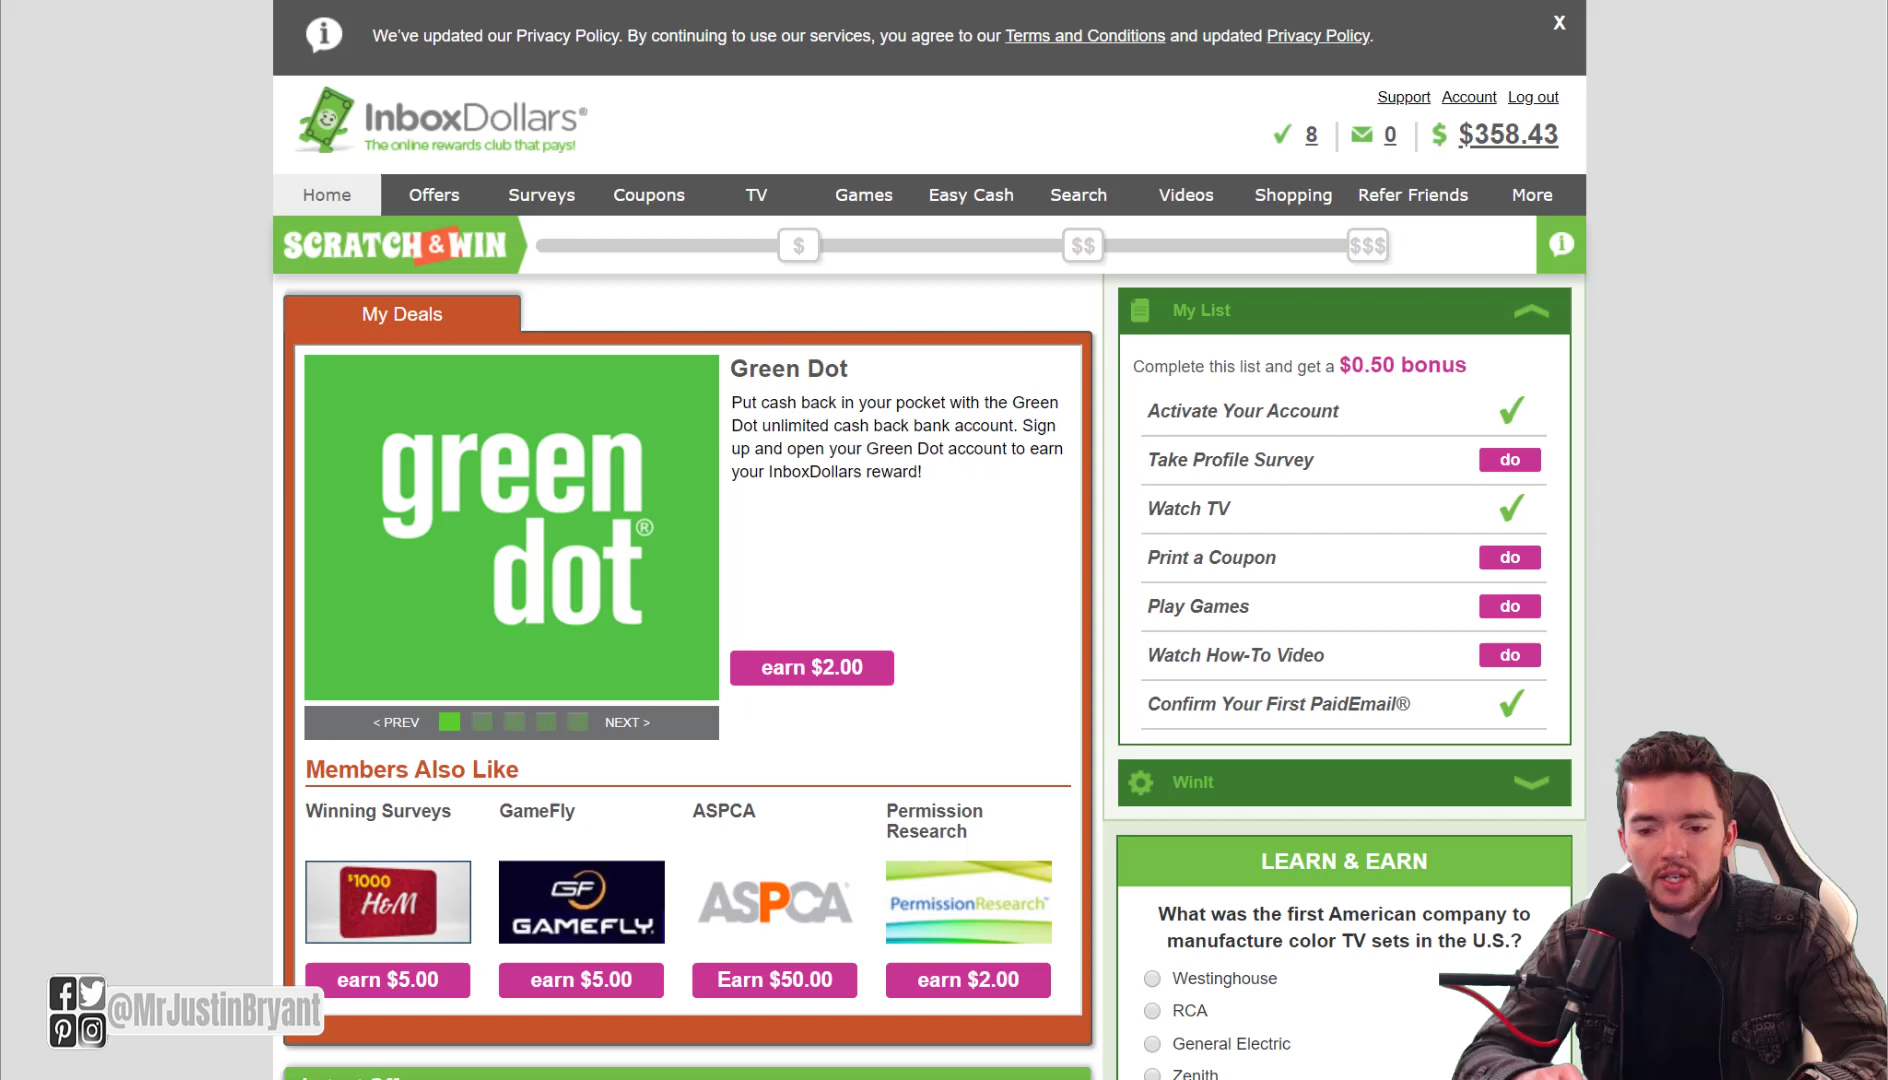 We've updated our Privacy Policy. By continuing to use our services, you agree to our Terms and Conditions and updated Privacy Policy.
X
InboxDollars®
The online rewards club that pays!
Support Account Log out
8 0 $ $358.43
Home Offers Surveys Coupons TV Games Easy Cash Search Videos Shopping Refer Friends More
SCRATCH & WIN $ $$ $$$
My Deals
green
dot®
Green Dot
Put cash back in your pocket with the Green
Dot unlimited cash back bank account. Sign
up and open your Green Dot account to earn
your InboxDollars reward!
earn $2.00
< PREV NEXT >
Members Also Like
Winning Surveys
GameFly
ASPCA
Permission
Research
$1000
H&M
GF
GAMEFLY.
ASPCA
PermissionResearch
earn $5.00
earn $5.00
Earn $50.00
earn $2.00
My List
Complete this list and get a $0.50 bonus
Activate Your Account
Take Profile Survey do
Watch TV
Print a Coupon do
Play Games do
Watch How-To Video do
Confirm Your First PaidEmail®
WinIt
LEARN & EARN
What was the first American company to
manufacture color TV sets in the U.S.?
Westinghouse
RCA
General Electric
Zenith
@MrJustinBryant